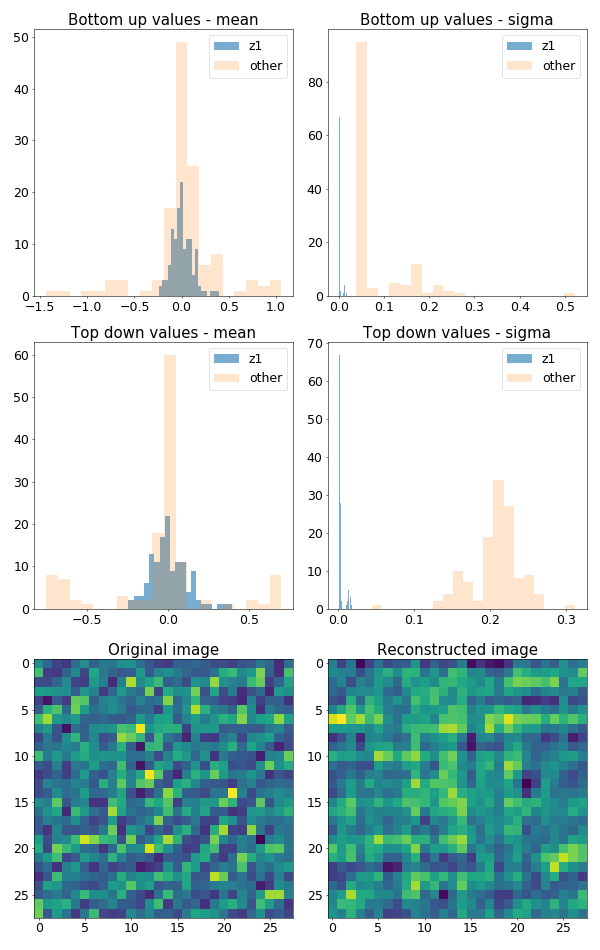 Bottom up values - mean
50
40
30
20
10
0
−1.5 −1.0 −0.5 0.0 0.5 1.0
z1
other
Bottom up values - sigma
80
60
40
20
0
0.0 0.1 0.2 0.3 0.4 0.5
z1
other
Top down values - mean
60
50
40
30
20
10
0
−0.5 0.0 0.5
z1
other
Top down values - sigma
70
60
50
40
30
20
10
0
0.0 0.1 0.2 0.3
z1
other
Original image
0
5
10
15
20
25
0 5 10 15 20 25
Reconstructed image
0
5
10
15
20
25
0 5 10 15 20 25